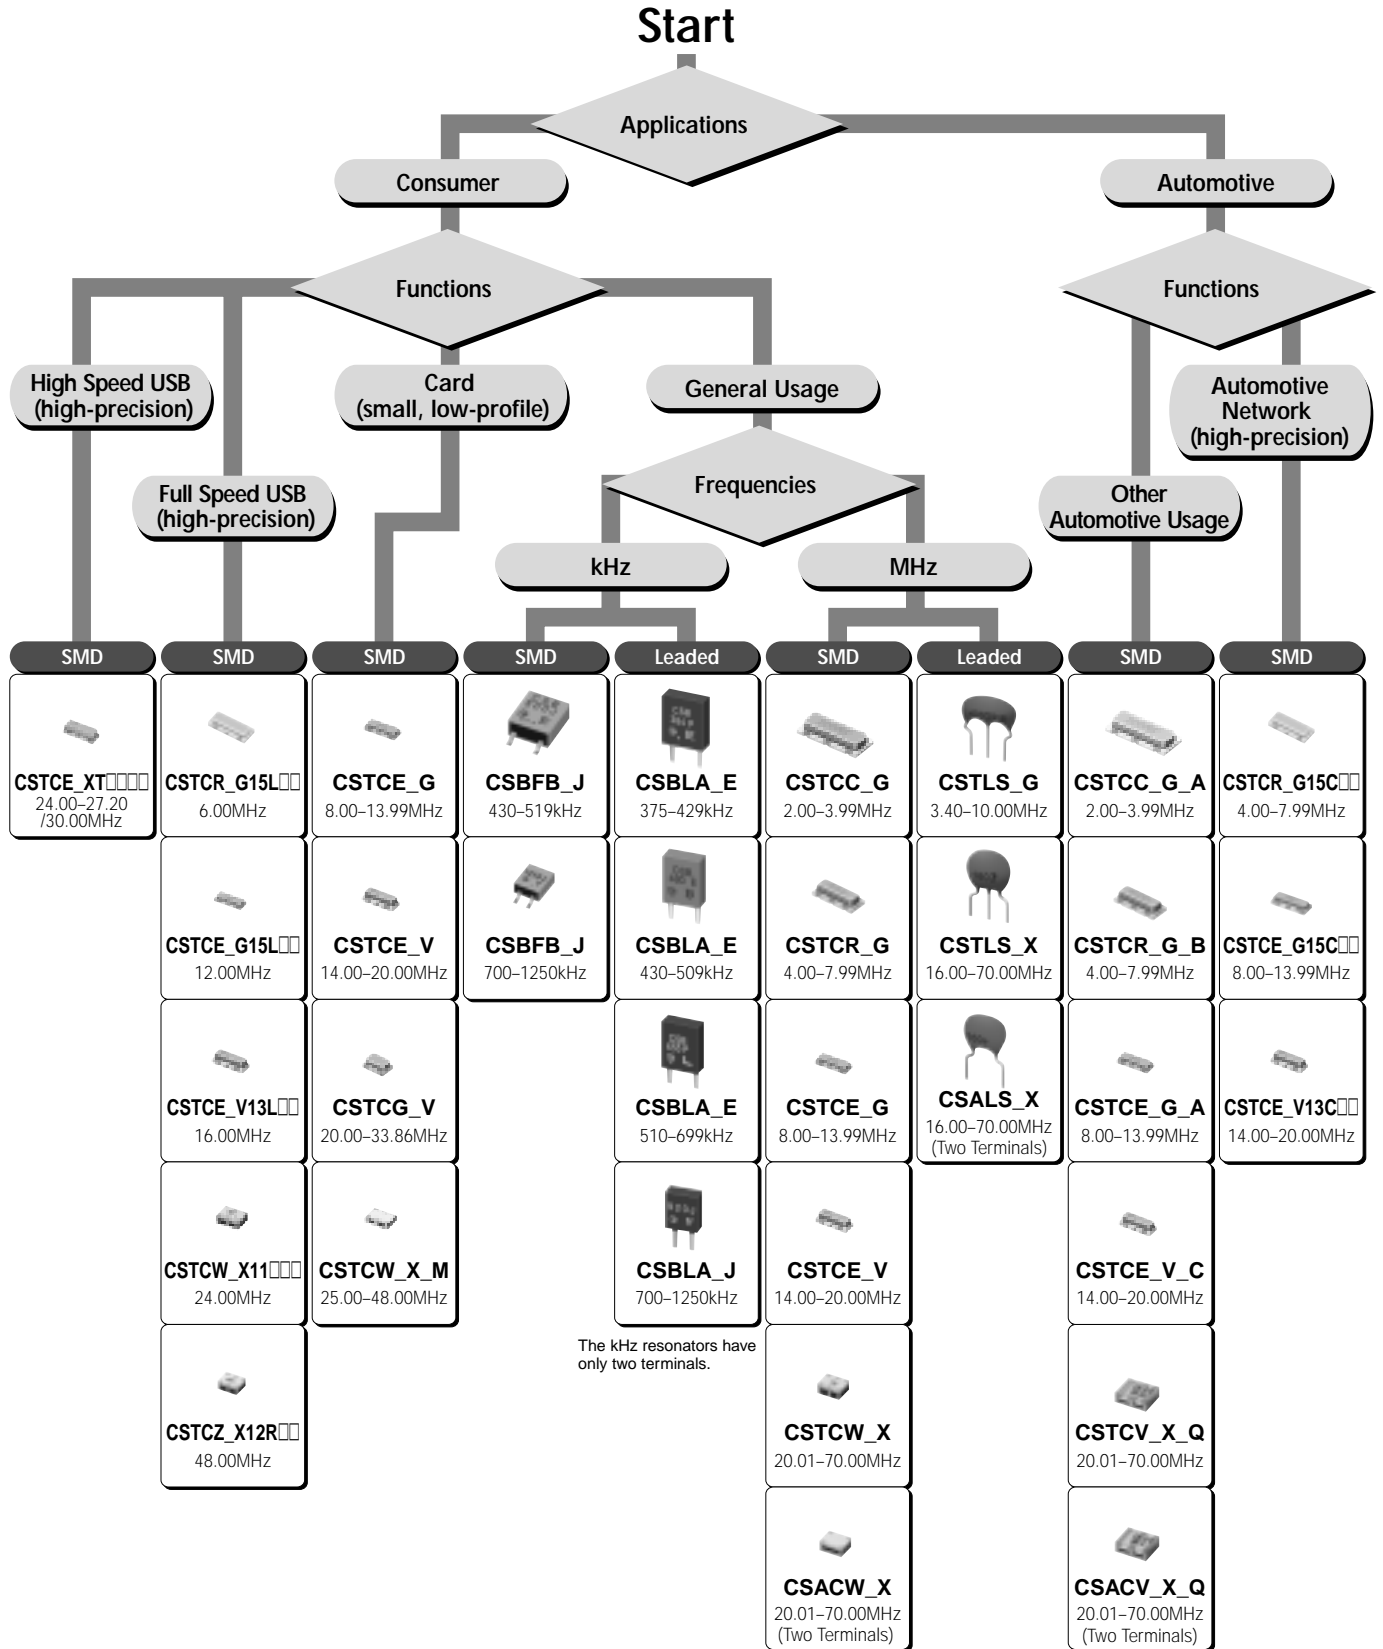 Start
Applications
Consumer
Automotive
Functions
Functions
High Speed USB
(high-precision)
Card
(small, low-profile)
General Usage
Automotive
Network
(high-precision)
Full Speed USB
(high-precision)
Frequencies
Other
Automotive Usage
kHz
MHz
SMD
SMD
SMD
SMD
Leaded
SMD
Leaded
SMD
SMD
CSTCE_XT□□□□
24.00–27.20
/30.00MHz
CSTCR_G15L□□
6.00MHz
CSTCE_G15L□□
12.00MHz
CSTCE_V13L□□
16.00MHz
CSTCW_X11□□□
24.00MHz
CSTCZ_X12R□□
48.00MHz
CSTCE_G
8.00–13.99MHz
CSTCE_V
14.00–20.00MHz
CSTCG_V
20.00–33.86MHz
CSTCW_X_M
25.00–48.00MHz
CSBFB_J
430–519kHz
CSBFB_J
700–1250kHz
CSBLA_E
375–429kHz
CSBLA_E
430–509kHz
CSBLA_E
510–699kHz
CSBLA_J
700–1250kHz
The kHz resonators have
only two terminals.
CSTCC_G
2.00–3.99MHz
CSTCR_G
4.00–7.99MHz
CSTCE_G
8.00–13.99MHz
CSTCE_V
14.00–20.00MHz
CSTCW_X
20.01–70.00MHz
CSACW_X
20.01–70.00MHz
(Two Terminals)
CSTLS_G
3.40–10.00MHz
CSTLS_X
16.00–70.00MHz
CSALS_X
16.00–70.00MHz
(Two Terminals)
CSTCC_G_A
2.00–3.99MHz
CSTCR_G_B
4.00–7.99MHz
CSTCE_G_A
8.00–13.99MHz
CSTCE_V_C
14.00–20.00MHz
CSTCV_X_Q
20.01–70.00MHz
CSACV_X_Q
20.01–70.00MHz
(Two Terminals)
CSTCR_G15C□□
4.00–7.99MHz
CSTCE_G15C□□
8.00–13.99MHz
CSTCE_V13C□□
14.00–20.00MHz